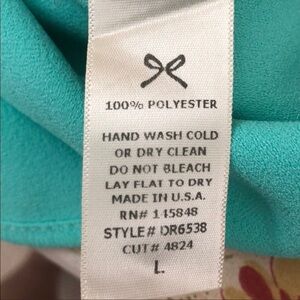 100% POLYESTER
HAND WASH COLD
OR DRY CLEAN
DO NOT BLEACH
LAY FLAT TO DRY
MADE IN U.S.A.
RN# 145848
STYLE# DR6538
CUT# 4824
L